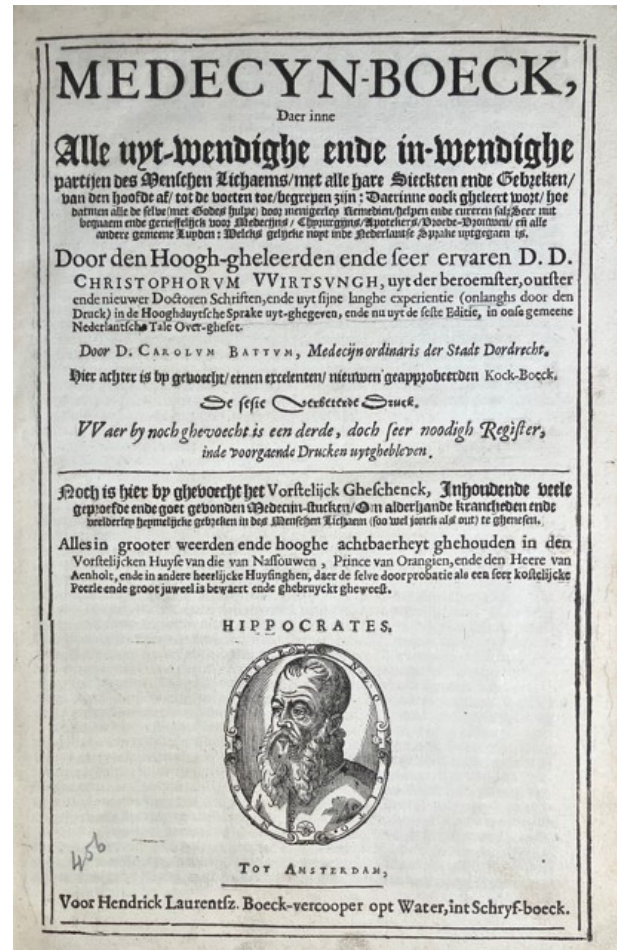 MEDECYN-BOECK,
Daer inne
Alle uyt-wendighe ende in-wendighe
partijen des Menschen Lichaems/met alle hare Sieckten ende Gebreken/
van den hoofde af/ tot de voeten toe/begrepen zijn: Daerinne oock gheleert wort/ hoe
datmen alle de selve (met Godes hulpe) door menigerley Remedien/helpen ende cureren sal: Seer nut
bequaem ende gerieffelijck voor Medecijns/ Chyrurgijns/Apotekers/Vroede-Vrouwen/ en̄ alle
andere gemeene Luyden: Welcks gelijcke noyt inde Nederlantse Sprake uytgegaen is.
Door den Hoogh-gheleerden ende seer ervaren D. D.
CHRISTOPHORVM VVIRTSVNGH, uyt der beroemster, outster
ende nieuwer Doctoren Schriften, ende uyt sijne langhe experientie (onlanghs door den
Druck) in de Hooghduytsche Sprake uyt-ghegeven, ende nu uyt de seste Editie, in onse gemeene
Nederlantsche Tale Over-gheset.
Door D. CAROLVM BATTVM, Medecijn ordinaris der Stadt Dordrecht.
Hier achter is by gevoecht/ eenen excelenten/ nieuwen geapprobeerden Kock-Boeck.
De seste Verbeterde Druck.
VVaer by noch ghevoecht is een derde, doch seer noodigh Register,
inde voorgaende Drucken uytghebleven.
Noch is hier by ghevoecht het Vorstelijck Gheschenck, Inhoudende veele
geproefde ende goet gevonden Medecijn-stucken/Om alderhande kranckheden ende
veelderley heymelijcke gebreken in des Menschen Lichaem (soo wel jonck als out) te ghenesen.
Alles in grooter weerden ende hooghe achtbaerheyt ghehouden in den
Vorstelijcken Huyse van die van Nassouwen, Prince van Orangien, ende den Heere van
Aenholt, ende in andere heerlijcke Huysinghen, daer de selve door probatie als een seer kostelijcke
Peerle ende groot juweel is bewaert ende ghebruyckt gheweest.
HIPPOCRATES.
456
TOT AMSTERDAM,
Voor Hendrick Laurentsz. Boeck-vercooper opt Water, int Schryf-boeck.